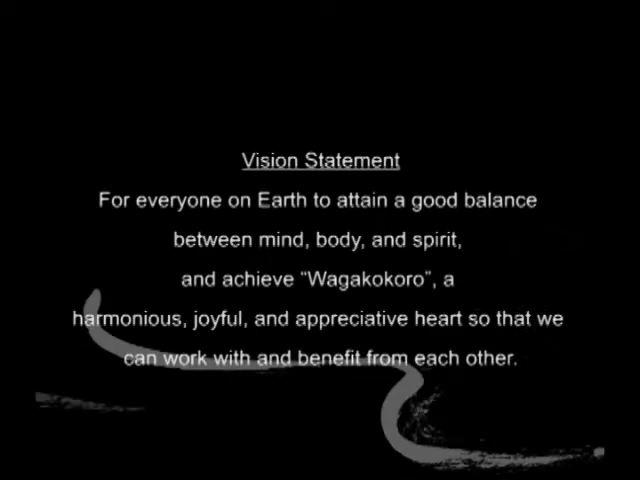 Vision Statement
For everyone on Earth to attain a good balance
between mind, body, and spirit,
and achieve “Wagakokoro”, a
harmonious, joyful, and appreciative heart so that we
can work with and benefit from each other.